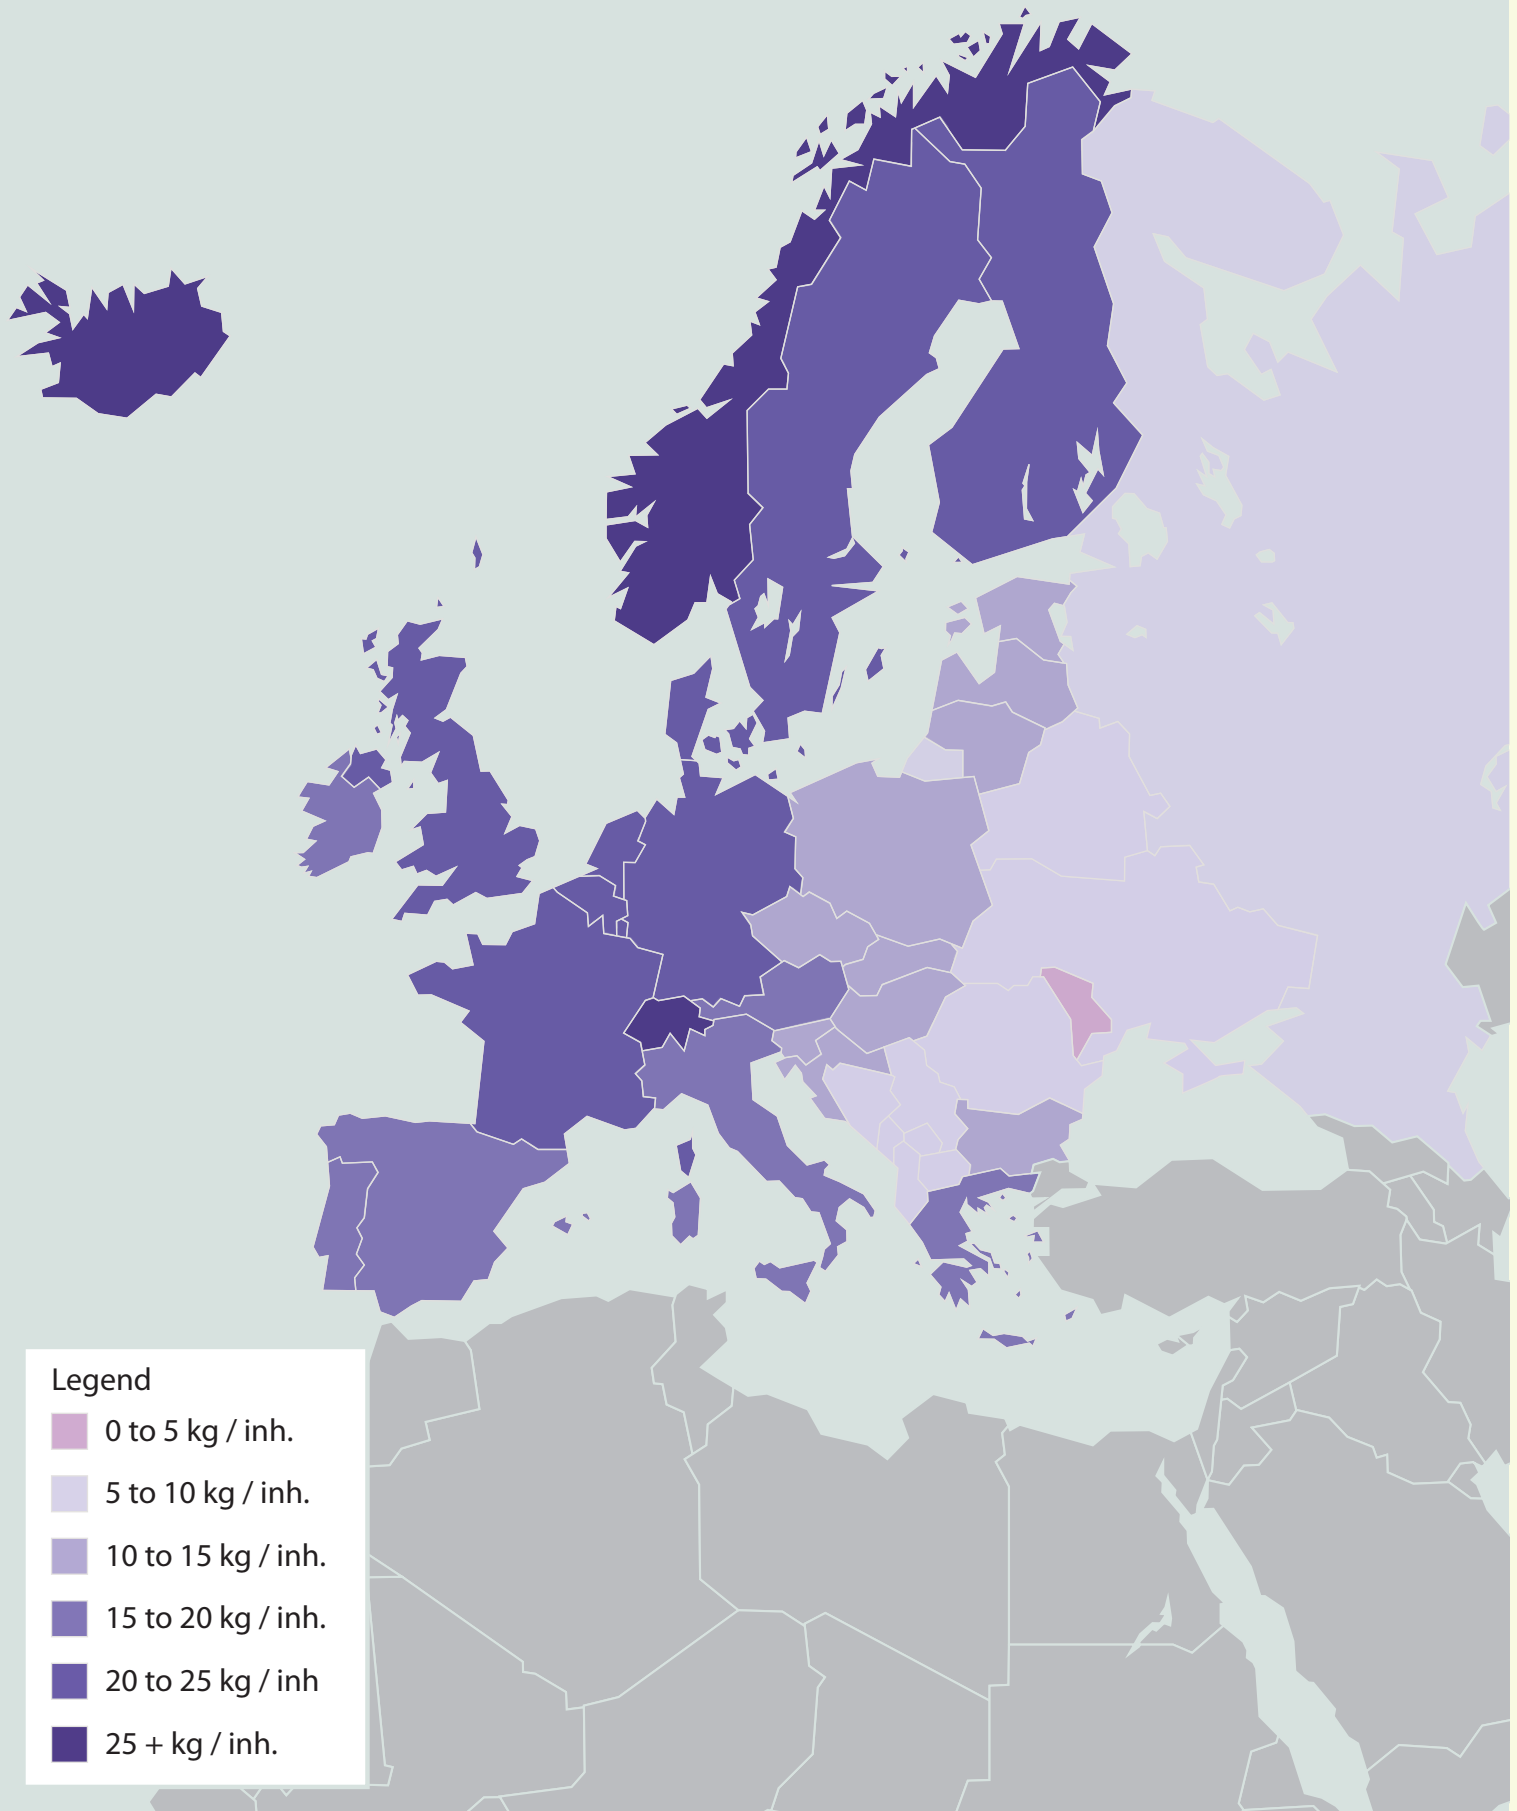 Legend
0 to 5 kg / inh.
5 to 10 kg / inh.
10 to 15 kg / inh.
15 to 20 kg / inh.
20 to 25 kg / inh
25 + kg / inh.